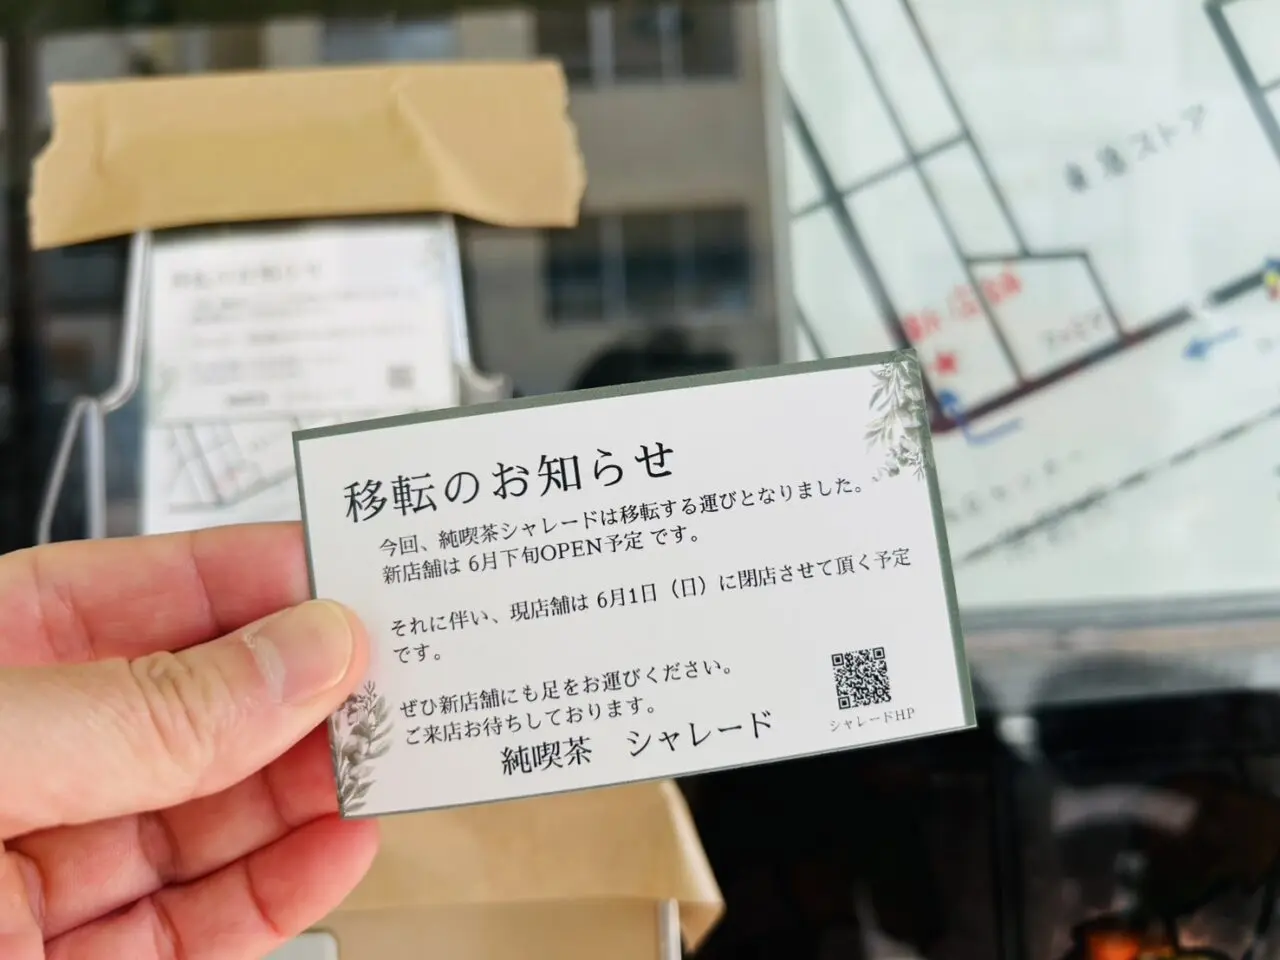 移転のお知らせ
今回、純喫茶シャレードは移転する運びとなりました。
新店舗は 6月下旬OPEN予定 です。
それに伴い、現店舗は 6月1日（日）に閉店させて頂く予定
です。
ぜひ新店舗にも足をお運びください。
ご来店お待ちしております。
純喫茶 シャレード
シャレードHP
東急ストア